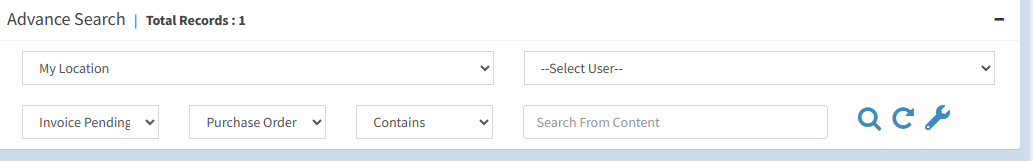 Advance Search | Total Records : 1
My Location --Select User--
Invoice Pending Purchase Order Contains Search From Content